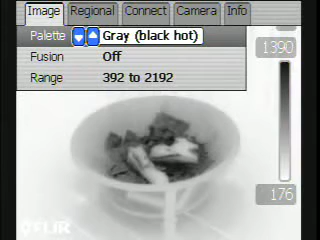 Image Regional Connect Camera Info
Palette Gray (black hot)
Fusion Off
Range 392 to 2192
1390
176
FLIR